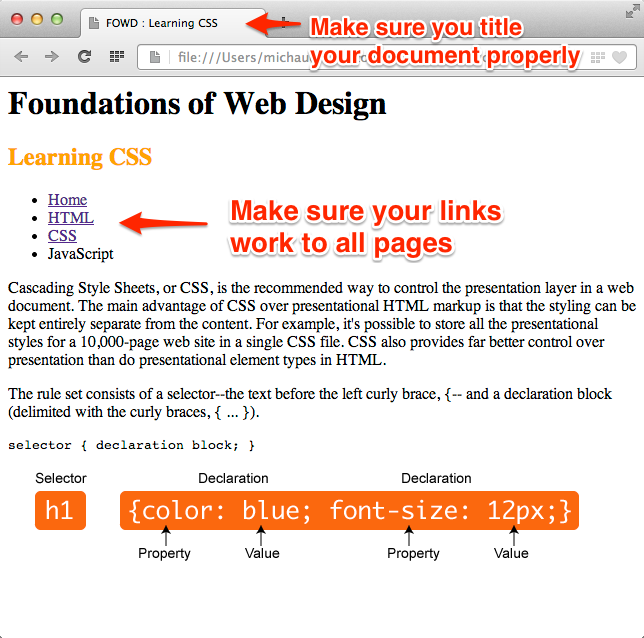 FOWD : Learning CSS
Make sure you title
your document properly
file:///Users/michau
Foundations of Web Design
Learning CSS
Home
HTML
CSS
JavaScript
Make sure your links
work to all pages
Cascading Style Sheets, or CSS, is the recommended way to control the presentation layer in a web
document. The main advantage of CSS over presentational HTML markup is that the styling can be
kept entirely separate from the content. For example, it's possible to store all the presentational
styles for a 10,000-page web site in a single CSS file. CSS also provides far better control over
presentation than do presentational element types in HTML.
The rule set consists of a selector--the text before the left curly brace, {-- and a declaration block
(delimited with the curly braces, { ... }).
selector { declaration block; }
Selector Declaration Declaration
h1 {color: blue; font-size: 12px;}
Property Value Property Value